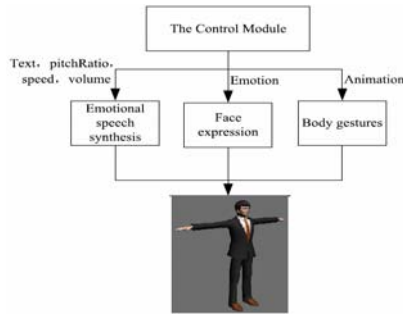 The Control Module
Text，pitchRatio，
speed，volume
Emotion
Animation
Emotional
speech
synthesis
Face
expression
Body gestures